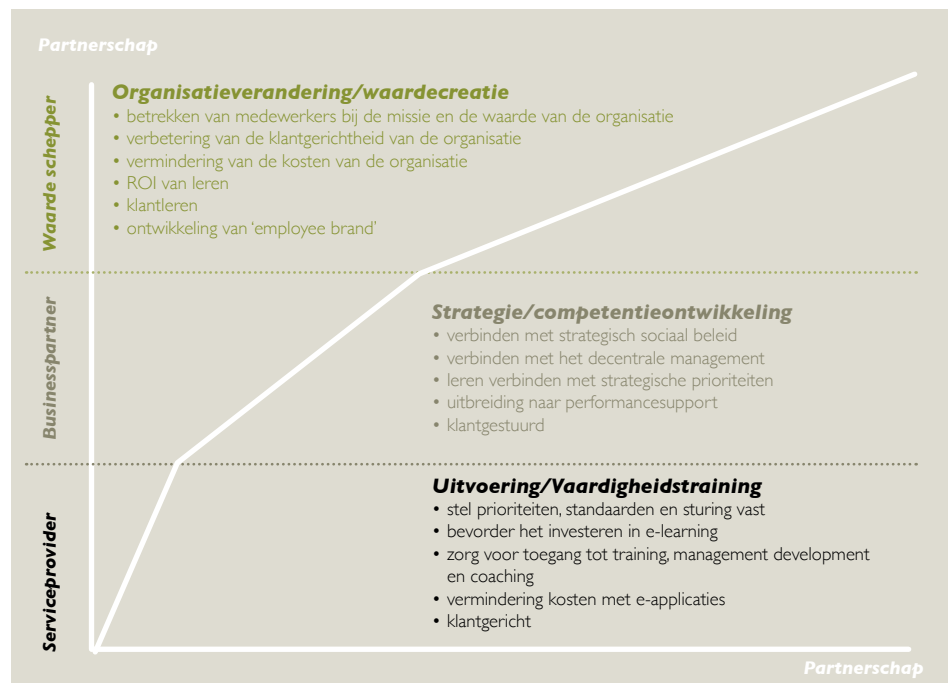 Partnerschap
Waarde schepper
Organisatieverandering/waardecreatie
• betrekken van medewerkers bij de missie en de waarde van de organisatie
• verbetering van de klantgerichtheid van de organisatie
• vermindering van de kosten van de organisatie
• ROI van leren
• klantleren
• ontwikkeling van ‘employee brand’
Businesspartner
Strategie/competentieontwikkeling
• verbinden met strategisch sociaal beleid
• verbinden met het decentrale management
• leren verbinden met strategische prioriteiten
• uitbreiding naar performancesupport
• klantgestuurd
Serviceprovider
Uitvoering/Vaardigheidstraining
• stel prioriteiten, standaarden en sturing vast
• bevorder het investeren in e-learning
• zorg voor toegang tot training, management development
en coaching
• vermindering kosten met e-applicaties
• klantgericht
Partnerschap